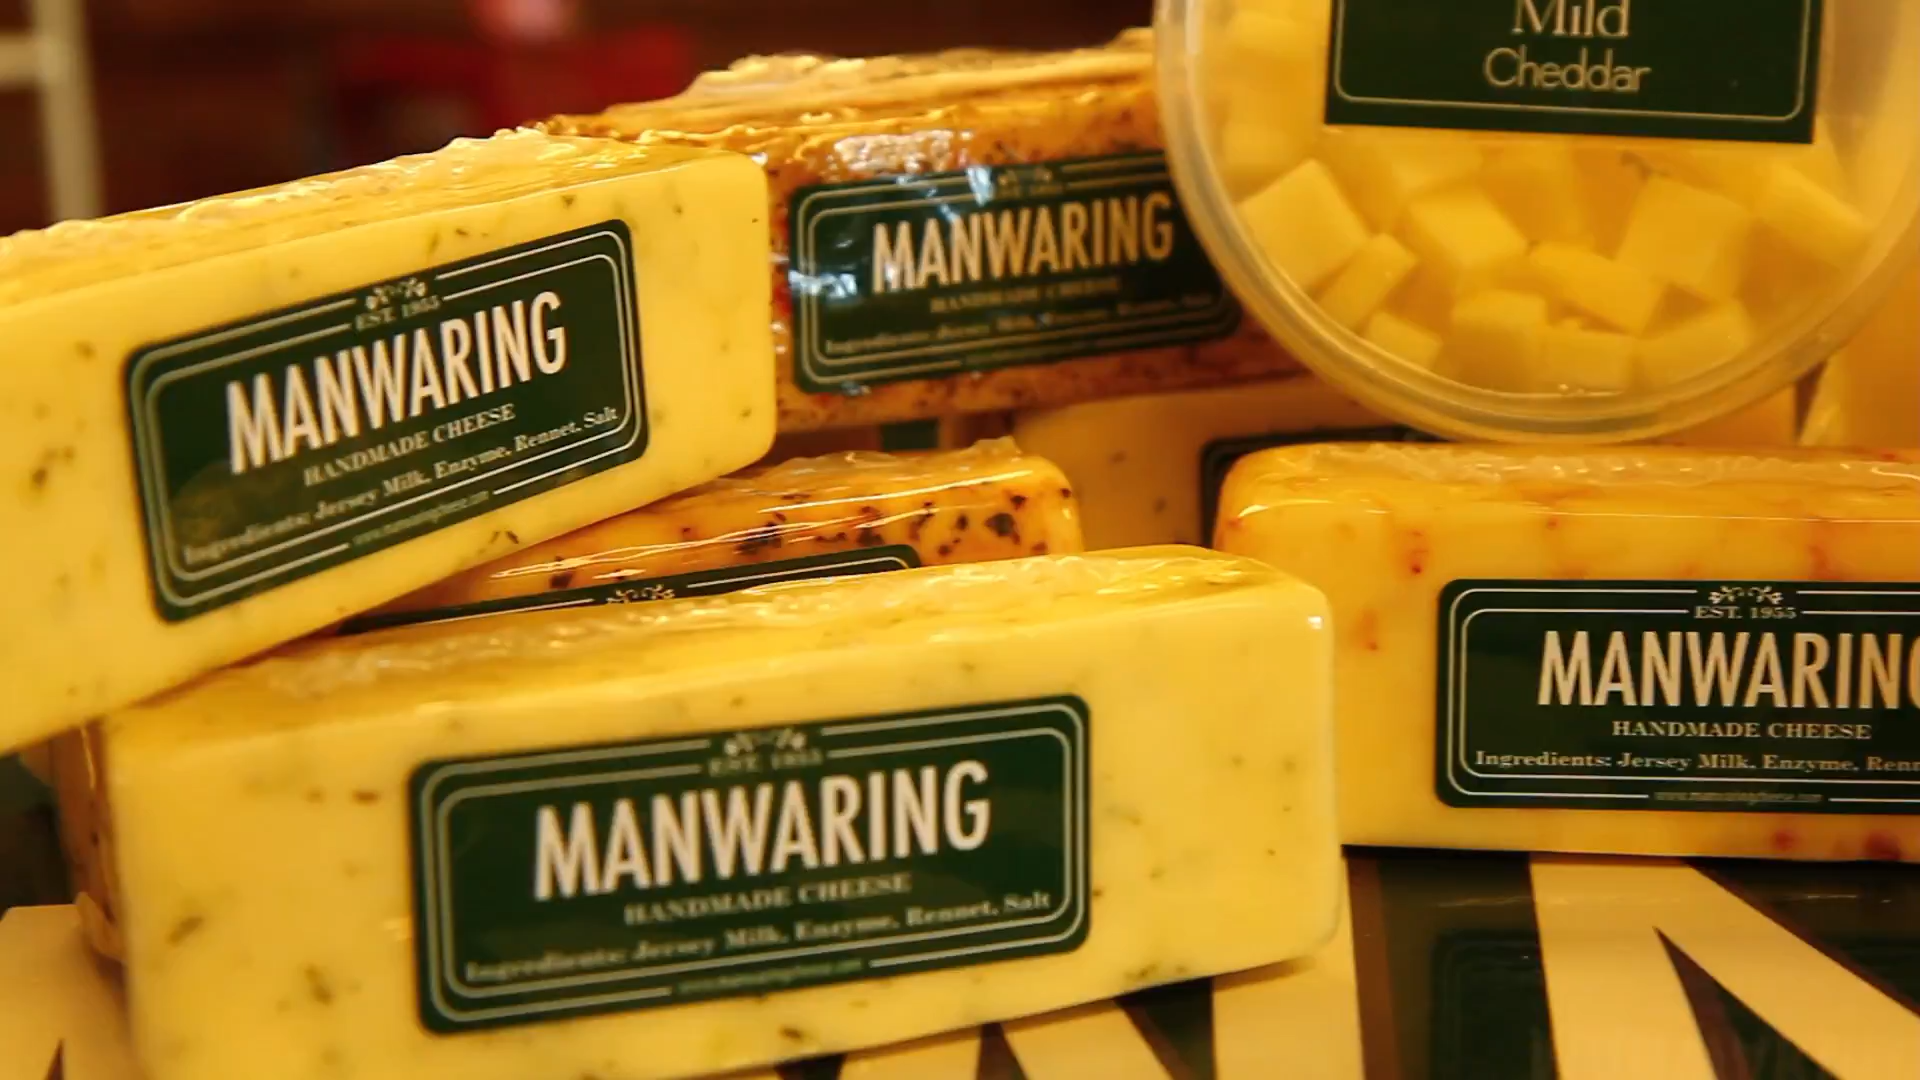 Mild
Cheddar
EST. 1955
MANWARING
HANDMADE CHEESE
Ingredients: Jersey Milk, Enzyme, Rennet, Salt
MANWARING
HANDMADE CHEESE
Ingredients: Jersey Milk, Enzyme, Rennet, Salt
EST. 1955
MANWARING
HANDMADE CHEESE
Ingredients: Jersey Milk, Enzyme, Renn
EST. 1955
MANWARING
HANDMADE CHEESE
Ingredients: Jersey Milk, Enzyme, Rennet, Salt